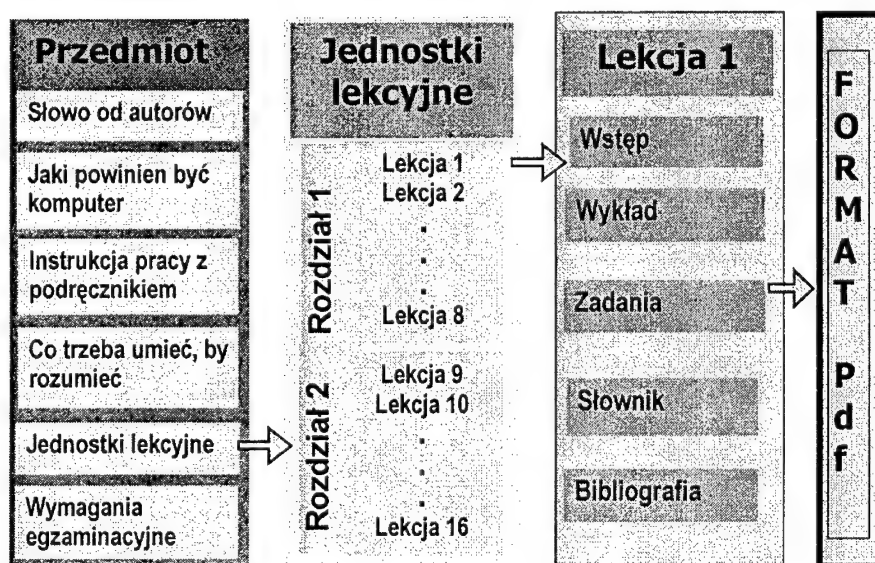 Przedmiot
Słowo od autorów
Jaki powinien być
komputer
Instrukcja pracy z
podręcznikiem
Co trzeba umieć, by
rozumieć
Jednostki lekcyjne
Wymagania
egzaminacyjne
Jednostki
lekcyjne
Rozdział 1
Lekcja 1
Lekcja 2
.
.
.
Lekcja 8
Rozdział 2
Lekcja 9
Lekcja 10
.
.
.
Lekcja 16
Lekcja 1
Wstęp
Wykład
Zadania
Słownik
Bibliografia
FORMAT Pdf